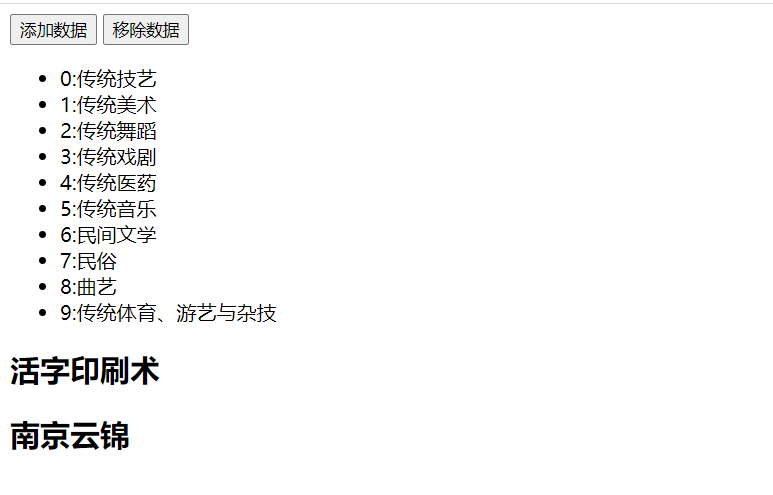 添加数据 移除数据
0:传统技艺
1:传统美术
2:传统舞蹈
3:传统戏剧
4:传统医药
5:传统音乐
6:民间文学
7:民俗
8:曲艺
9:传统体育、游艺与杂技
活字印刷术
南京云锦